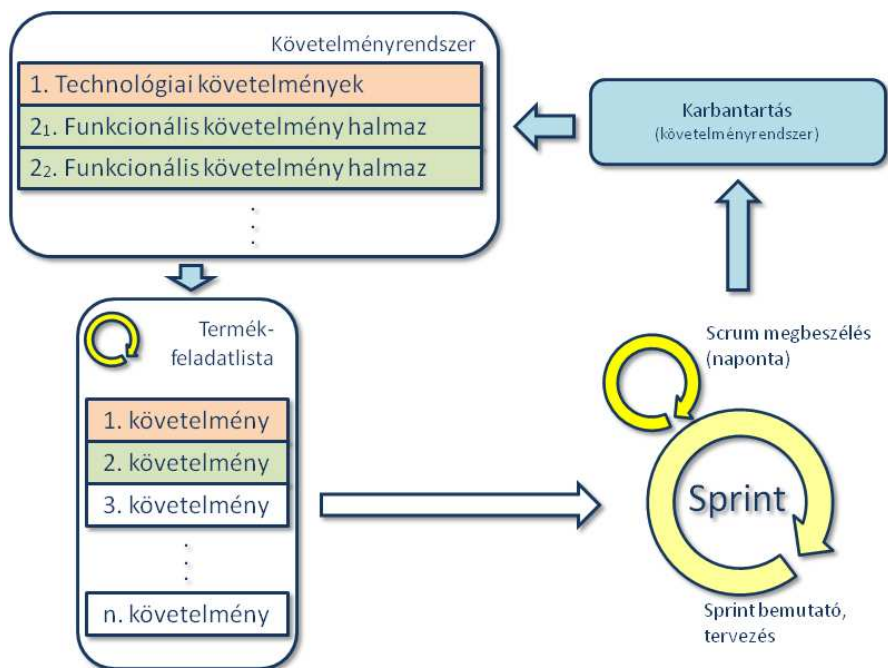 Követelményrendszer
1. Technológiai követelmények
2₁. Funkcionális követelmény halmaz
2₂. Funkcionális követelmény halmaz
.
.
.
Karbantartás
(követelményrendszer)
Termék-
feladatlista
1. követelmény
2. követelmény
3. követelmény
.
.
.
n. követelmény
Scrum megbeszélés
(naponta)
Sprint
Sprint bemutató,
tervezés